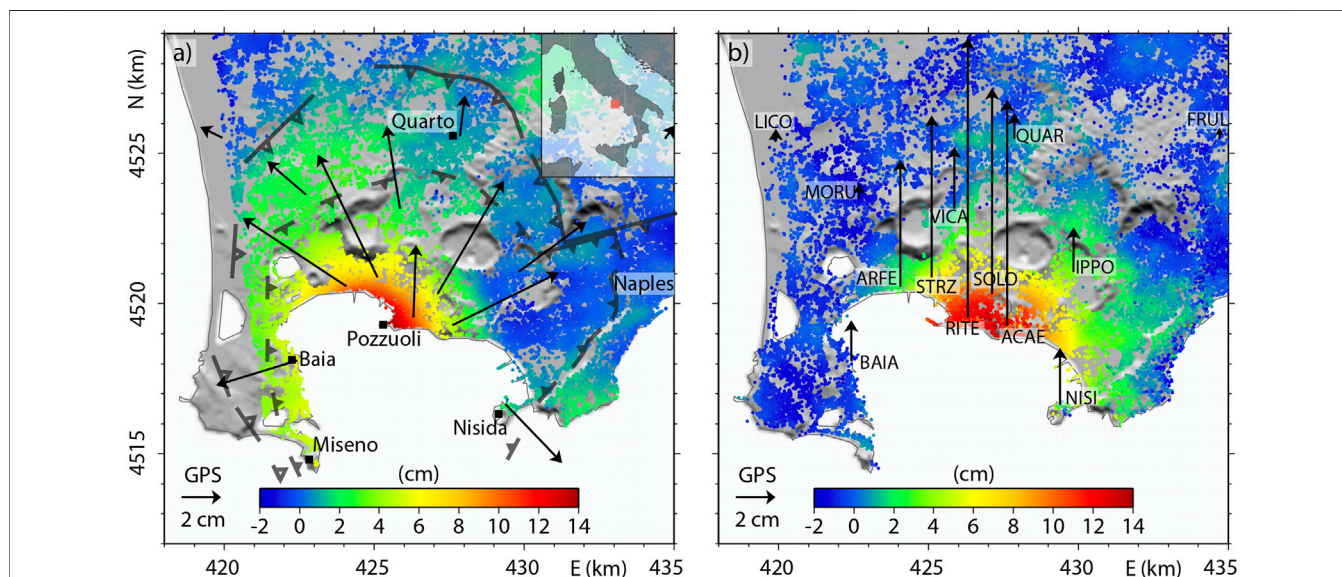 a)
N (km)
4525
4520
4515
Quarto
Naples
Pozzuoli
Baia
Nisida
Miseno
GPS
2 cm
(cm)
-2 0 2 4 6 8 10 12 14
420 425 430 E (km) 435
b)
LICO
FRUL
QUAR
MORU
VICA
IPPO
ARFE
STRZ
SOLO
RITE
ACAE
BAIA
NISI
GPS
2 cm
(cm)
-2 0 2 4 6 8 10 12 14
420 425 430 E (km) 435